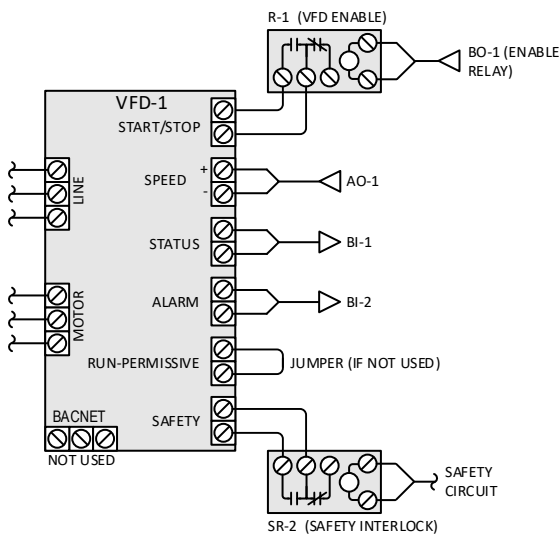 R-1 (VFD ENABLE)
BO-1 (ENABLE
RELAY)
VFD-1
START/STOP
LINE
SPEED
+
-
AO-1
STATUS
BI-1
MOTOR
ALARM
BI-2
RUN-PERMISSIVE
JUMPER (IF NOT USED)
BACNET
SAFETY
NOT USED
SAFETY
CIRCUIT
SR-2 (SAFETY INTERLOCK)